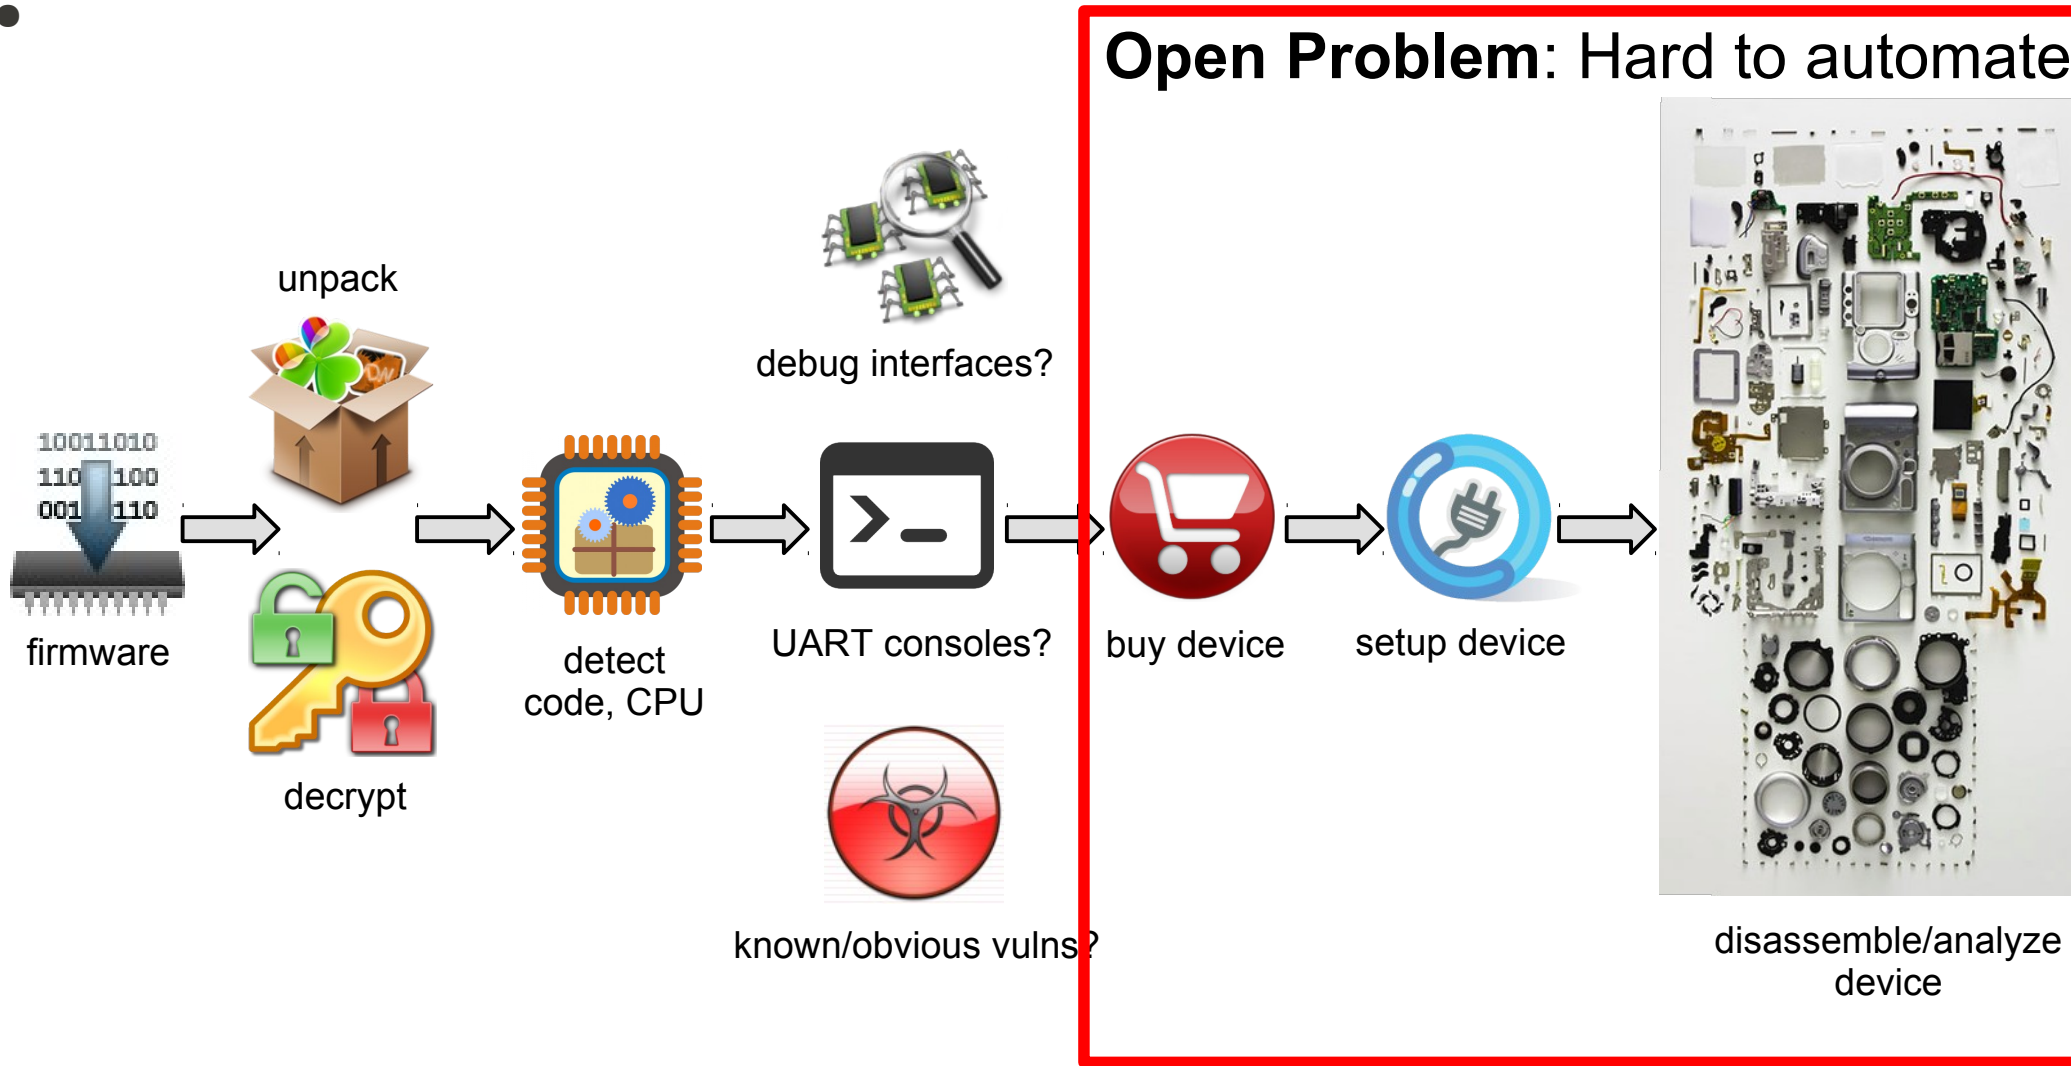 Open Problem: Hard to automate
unpack
debug interfaces?
10011010
110 100
001 110
firmware
decrypt
detect
code, CPU
UART consoles?
known/obvious vulns?
buy device
setup device
disassemble/analyze
device